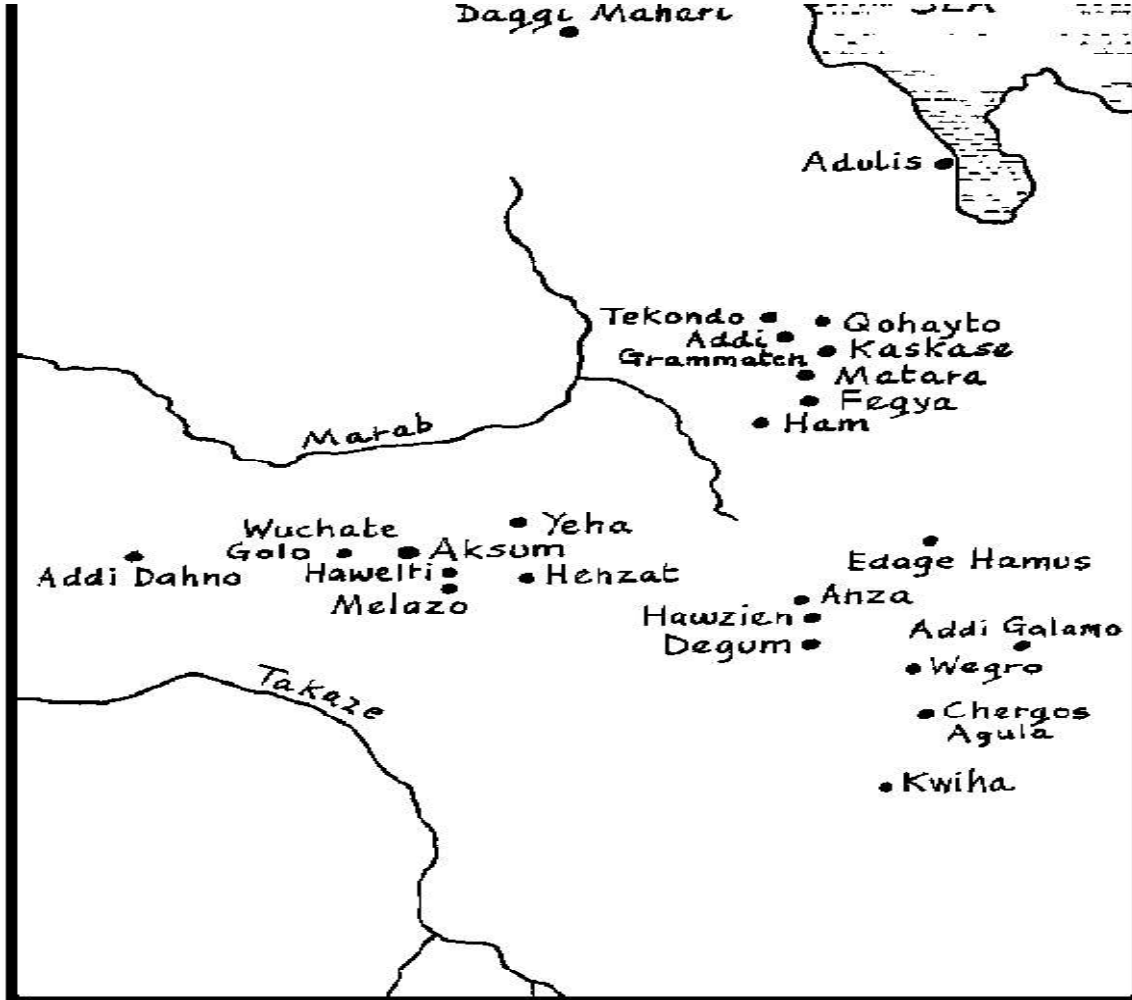 Daggi Mahari
SEA
Adulis
Tekondo
Qohayto
Addi
Grammaten
Kaskase
Matara
Fegya
Ham
Marab
Yeha
Wuchate
Golo
Aksum
Edage Hamus
Addi Dahno
Hawelti
Henzat
Melazo
Anza
Hawzien
Addi Galamo
Degum
Wegro
Takaze
Cherqos
Agula
Kwiha